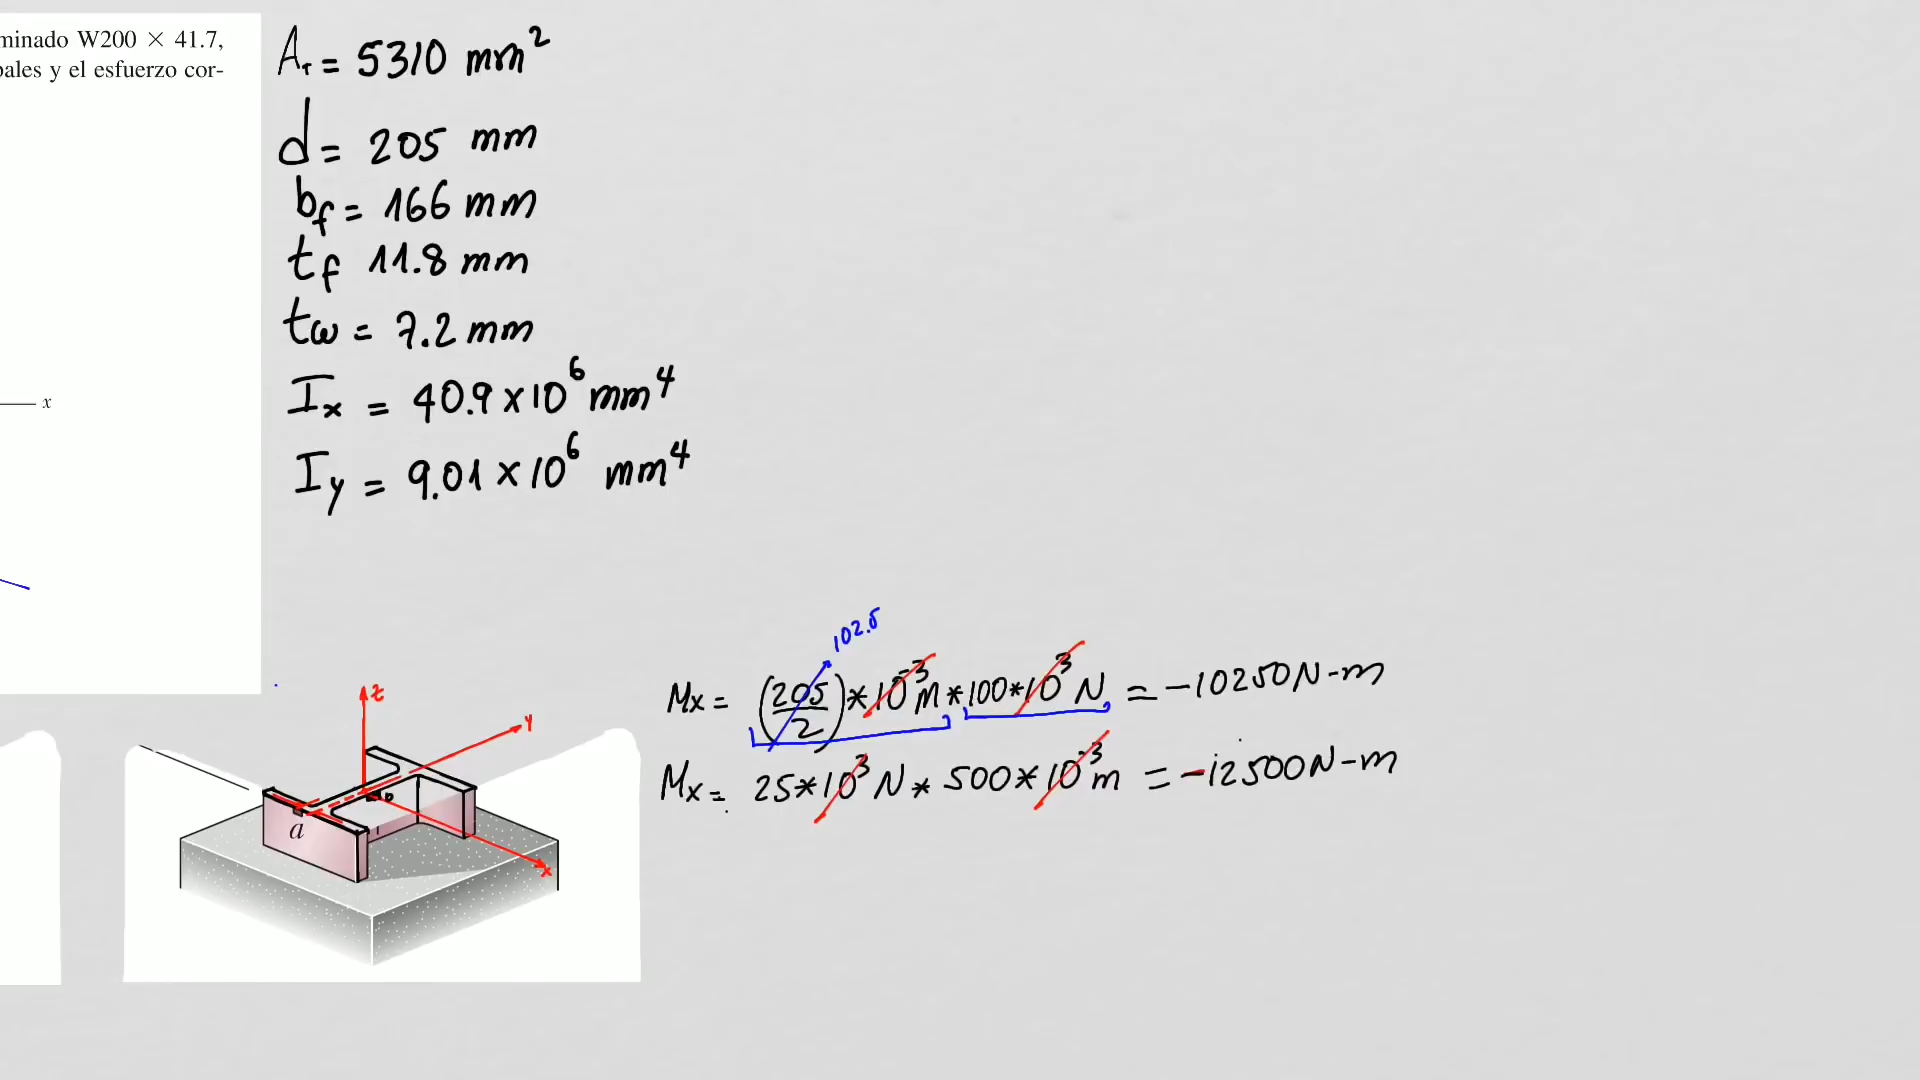 minado W200 × 41.7,
pales y el esfuerzo cor-
x
A_T = 5310 mm²
d = 205 mm
b_f = 166 mm
t_f 11.8 mm
t_w = 7.2 mm
I_x = 40.9 × 10⁶ mm⁴
I_y = 9.01 × 10⁶ mm⁴
102.5
Mx = (205/2) * 10⁻³ m * 100 * 10³ N = -10250 N-m
Mx = 25 * 10³ N * 500 * 10⁻³ m = -12500 N-m
z
y
a
x